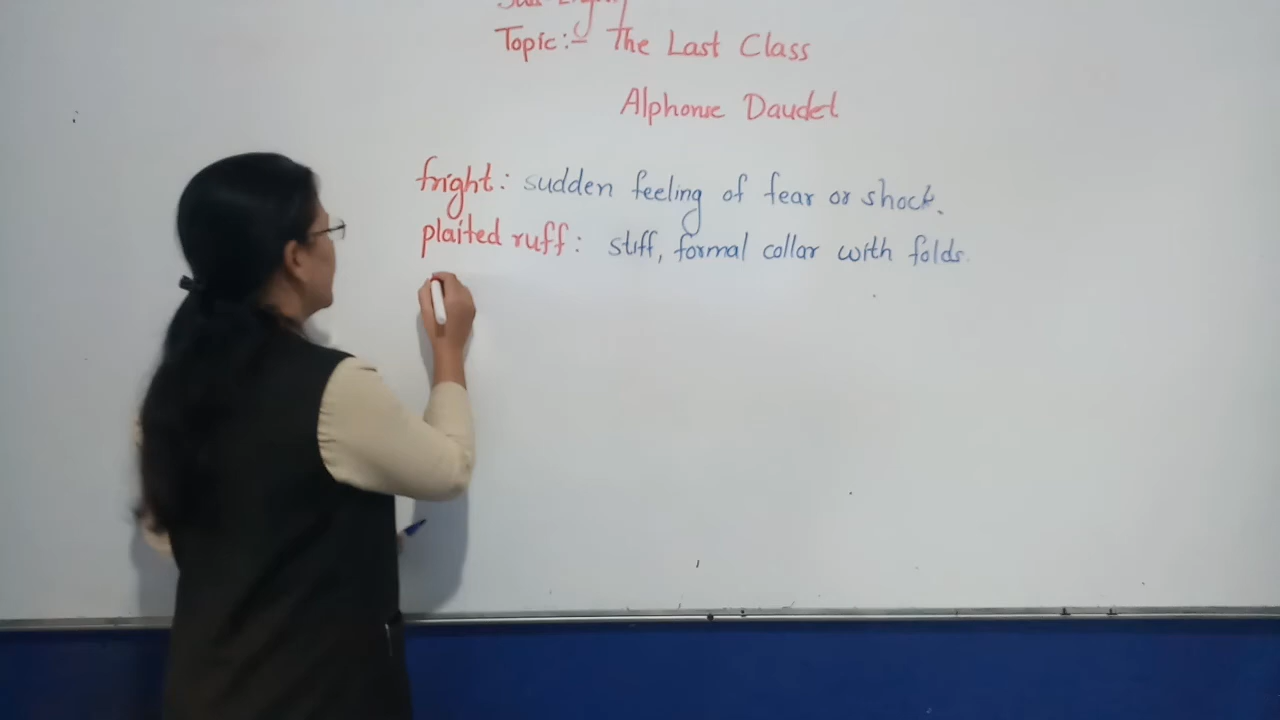 Topic:- The Last Class
Alphonse Daudet
fright: sudden feeling of fear or shock.
plaited ruff: stiff, formal collar with folds.